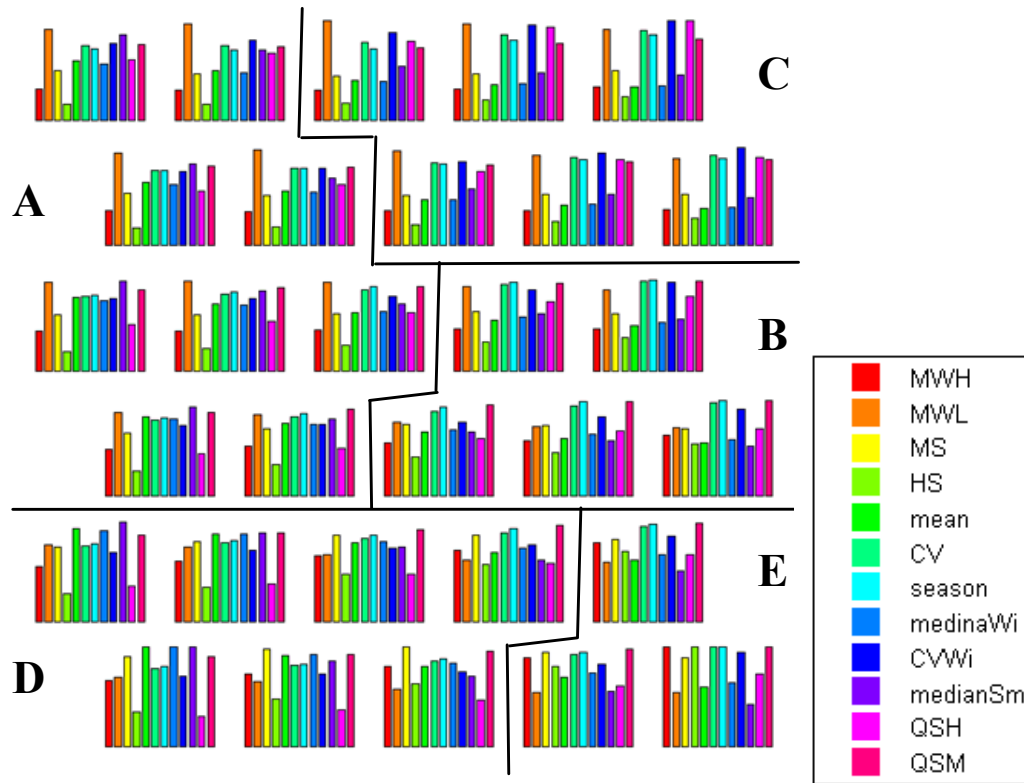 C
A
B
E
D
MWH
MWL
MS
HS
mean
CV
season
medinaWi
CVWi
medianSm
QSH
QSM